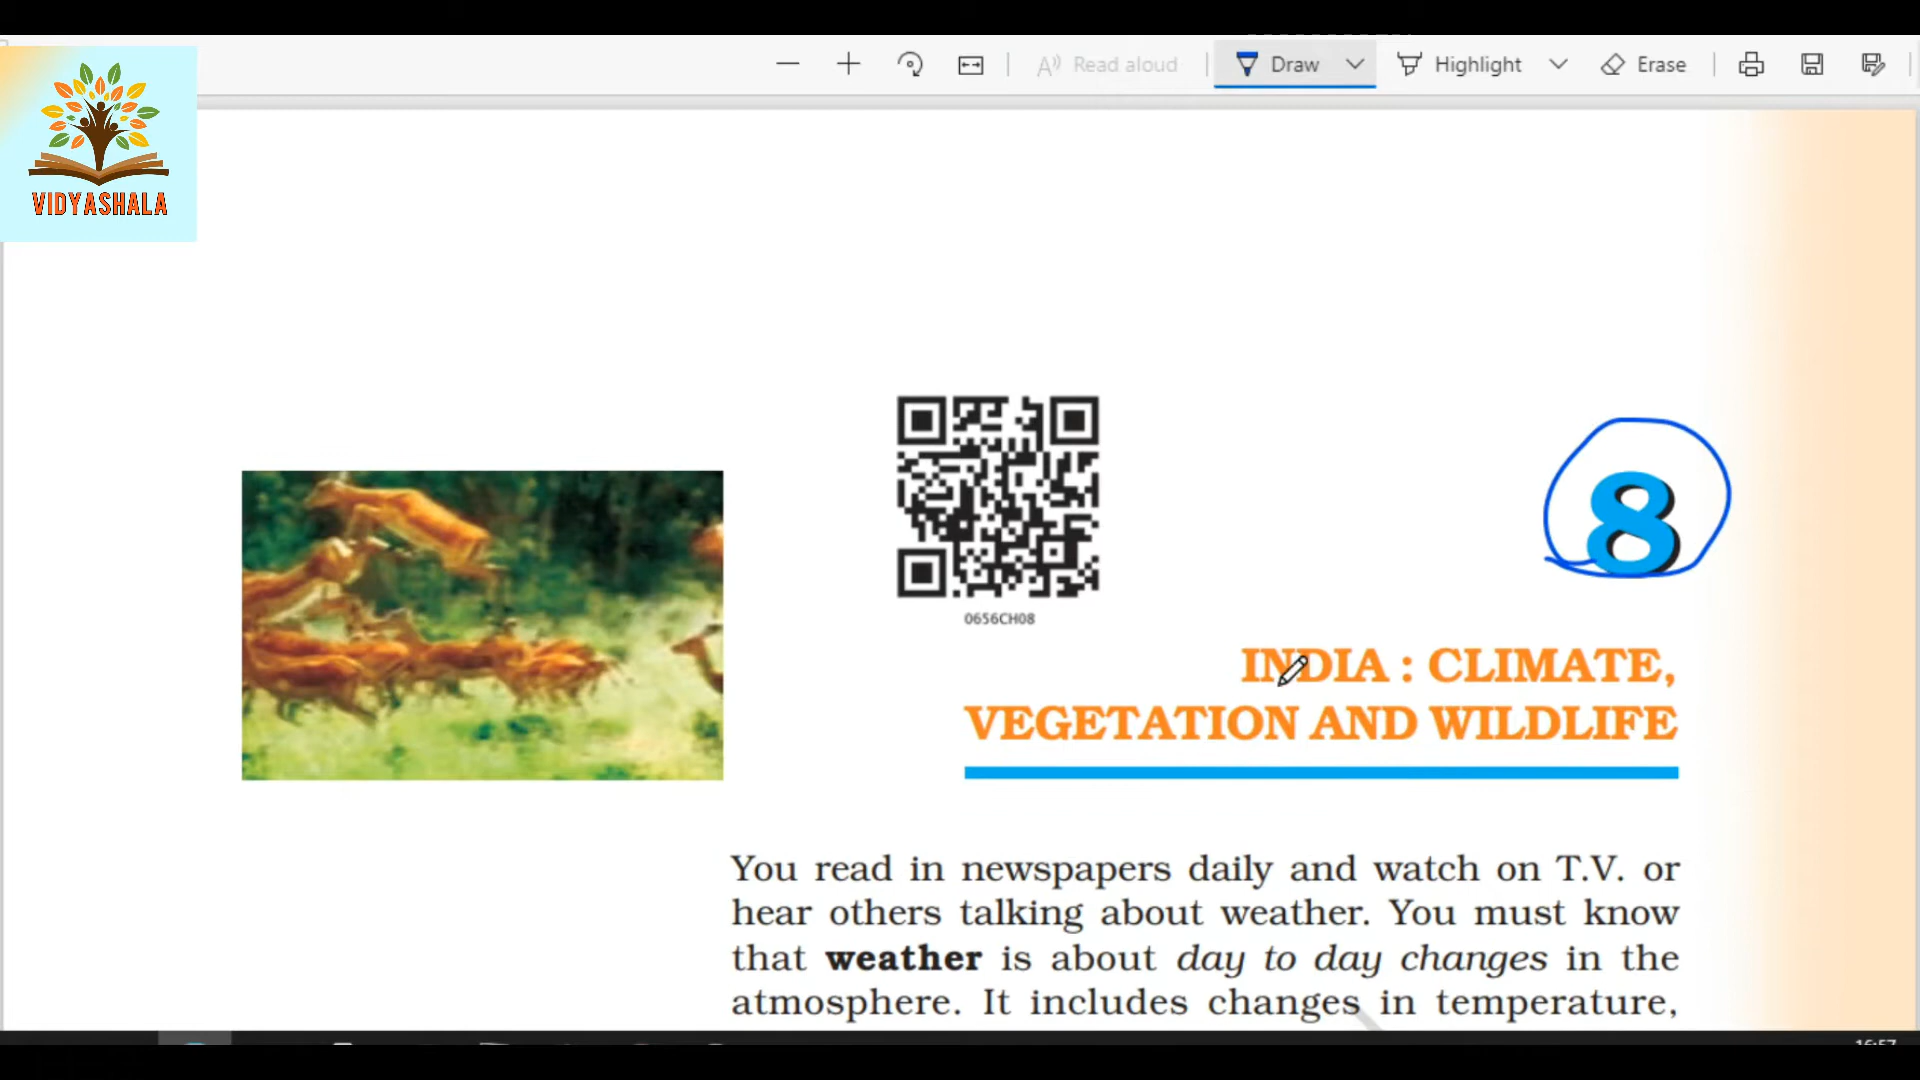 Read aloud
Draw
Highlight
Erase
VIDYASHALA
0656CH08
8
INDIA : CLIMATE,
VEGETATION AND WILDLIFE
You read in newspapers daily and watch on T.V. or
hear others talking about weather. You must know
that weather is about day to day changes in the
atmosphere. It includes changes in temperature,